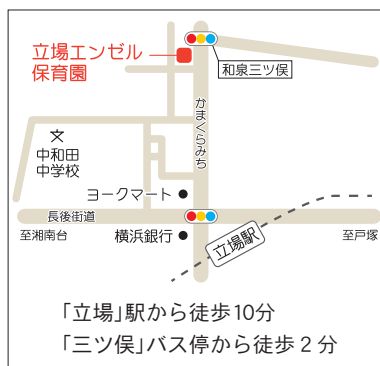 立場エンゼル
保育園
和泉三ツ俣
かまくらみち
文
中和田
中学校
ヨークマート
長後街道
至湘南台
横浜銀行
立場駅
至戸塚
「立場」駅から徒歩10分
「三ツ俣」バス停から徒歩2分